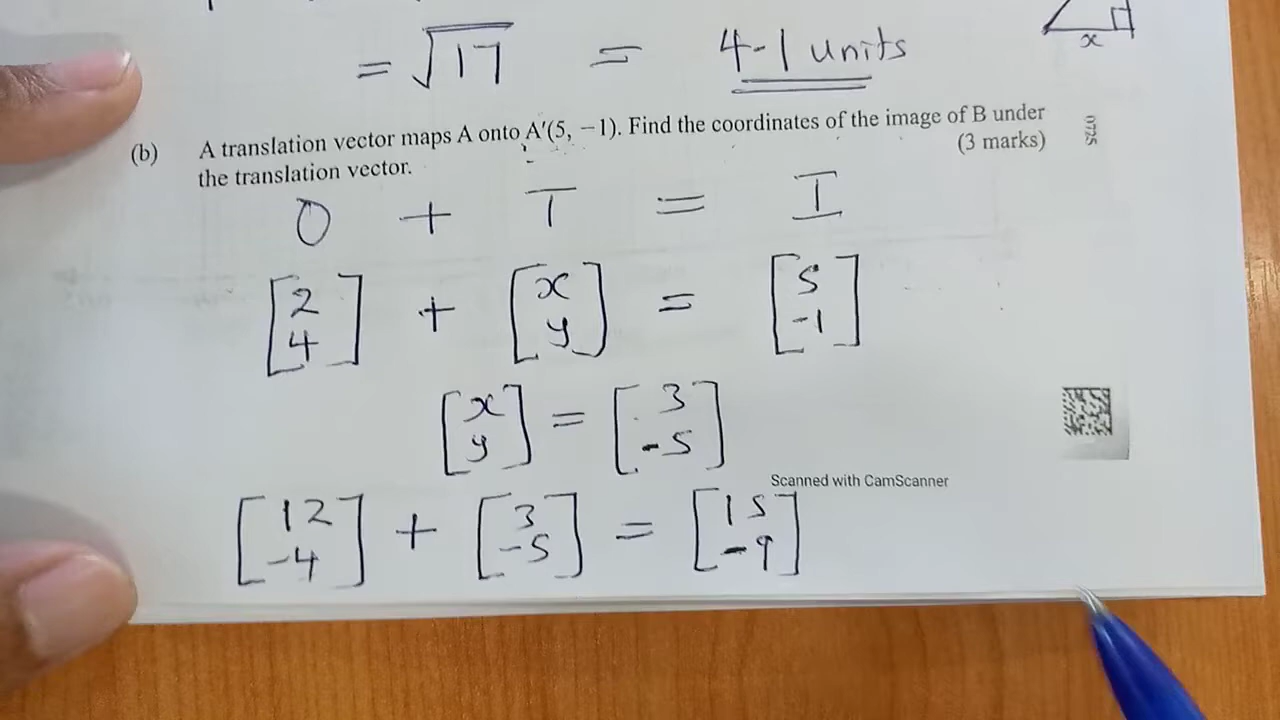 = √17 = 4.1 units
x
(b) A translation vector maps A onto A′(5, −1). Find the coordinates of the image of B under
the translation vector. (3 marks)
0725
O + T = I
[2 4] + [x y] = [5 -1]
[x y] = [3 -5]
Scanned with CamScanner
[12 -4] + [3 -5] = [15 -9]